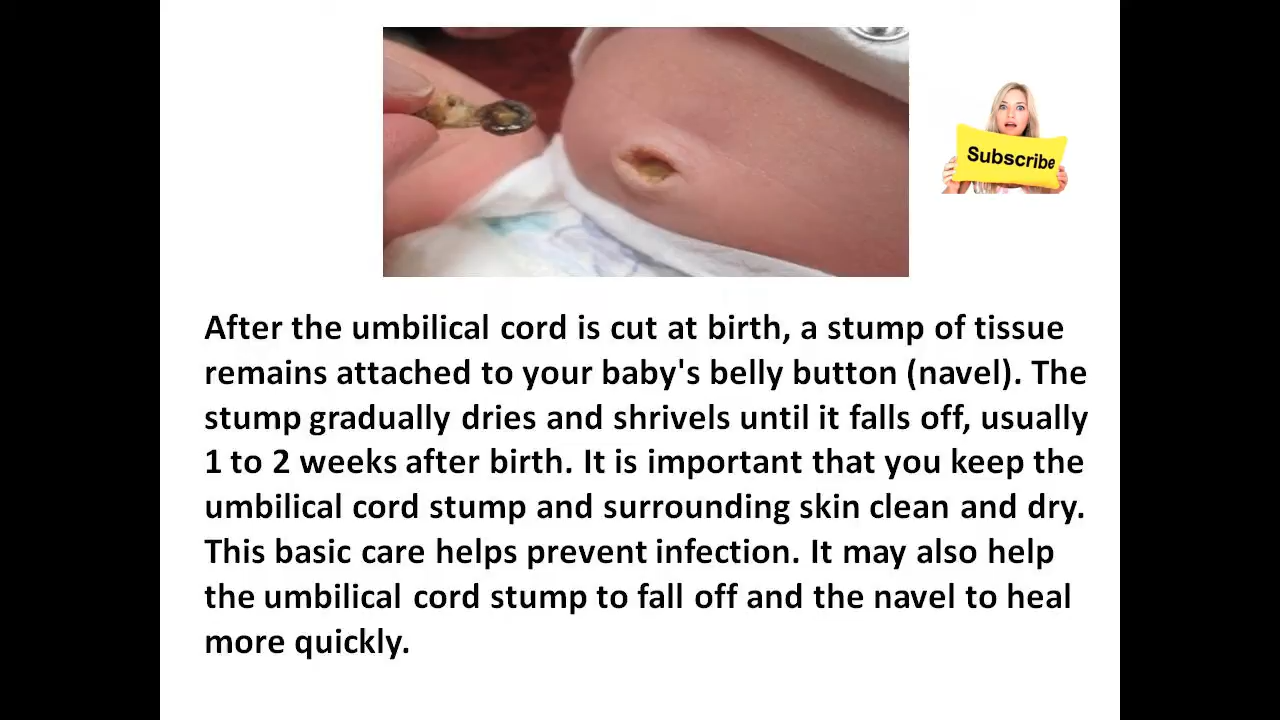 Subscribe
After the umbilical cord is cut at birth, a stump of tissue
remains attached to your baby's belly button (navel). The
stump gradually dries and shrivels until it falls off, usually
1 to 2 weeks after birth. It is important that you keep the
umbilical cord stump and surrounding skin clean and dry.
This basic care helps prevent infection. It may also help
the umbilical cord stump to fall off and the navel to heal
more quickly.